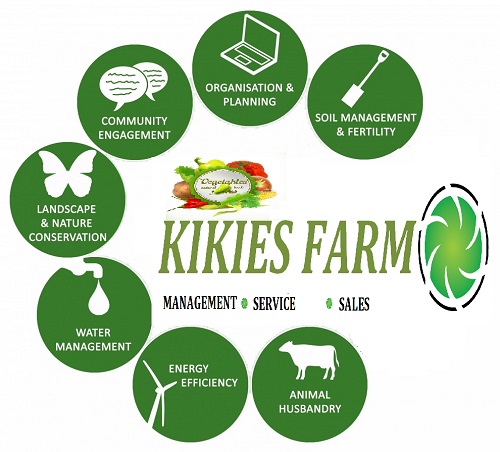 ORGANISATION &
PLANNING
SOIL MANAGEMENT
& FERTILITY
COMMUNITY
ENGAGEMENT
LANDSCAPE
& NATURE
CONSERVATION
Vegetables
KIKIES FARM
MANAGEMENT SERVICE SALES
WATER
MANAGEMENT
ENERGY
EFFICIENCY
ANIMAL
HUSBANDRY